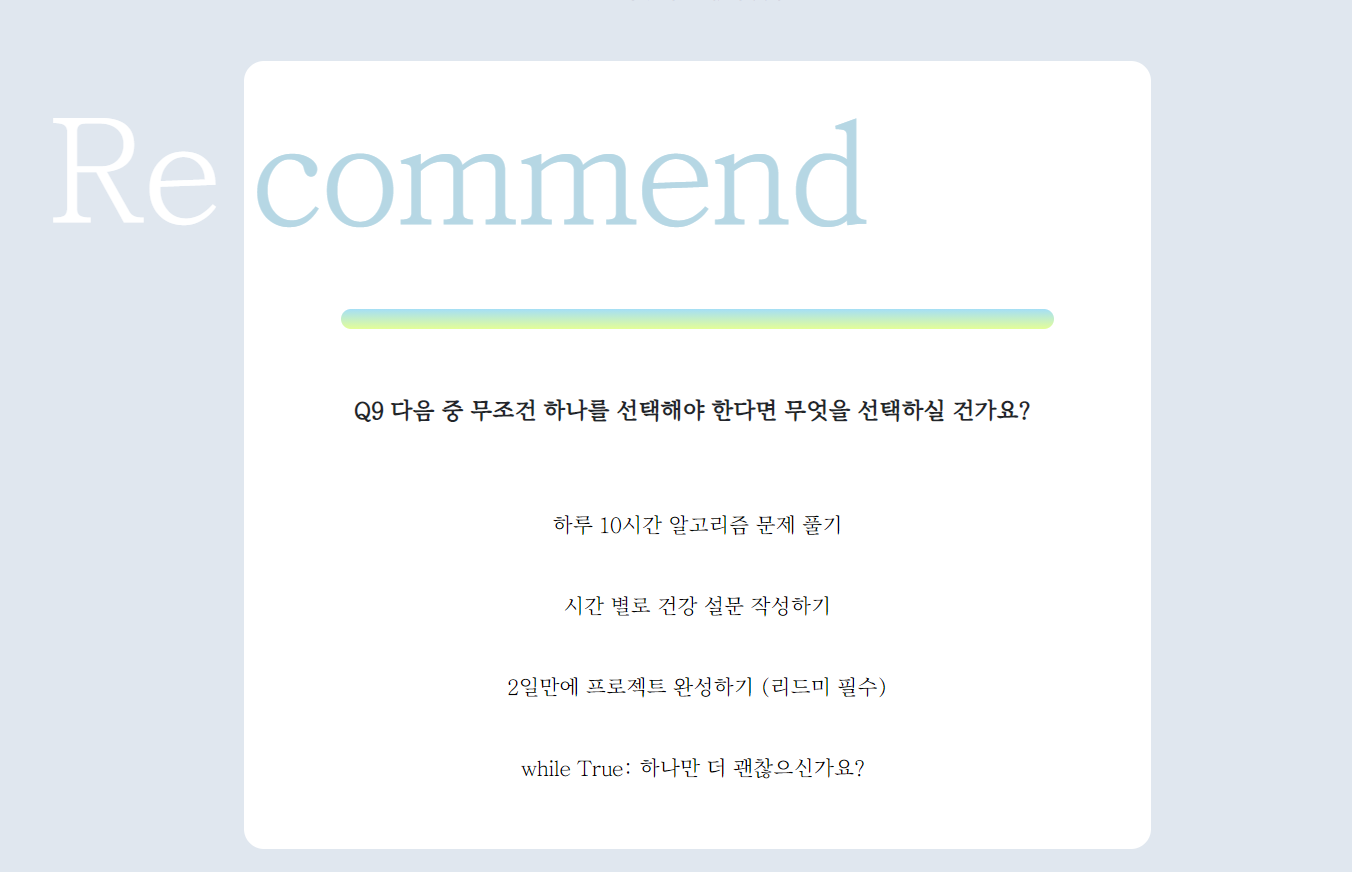 Re commend
Q9 다음 중 무조건 하나를 선택해야 한다면 무엇을 선택하실 건가요?
하루 10시간 알고리즘 문제 풀기
시간 별로 건강 설문 작성하기
2일만에 프로젝트 완성하기 (리드미 필수)
while True: 하나만 더 괜찮으신가요?